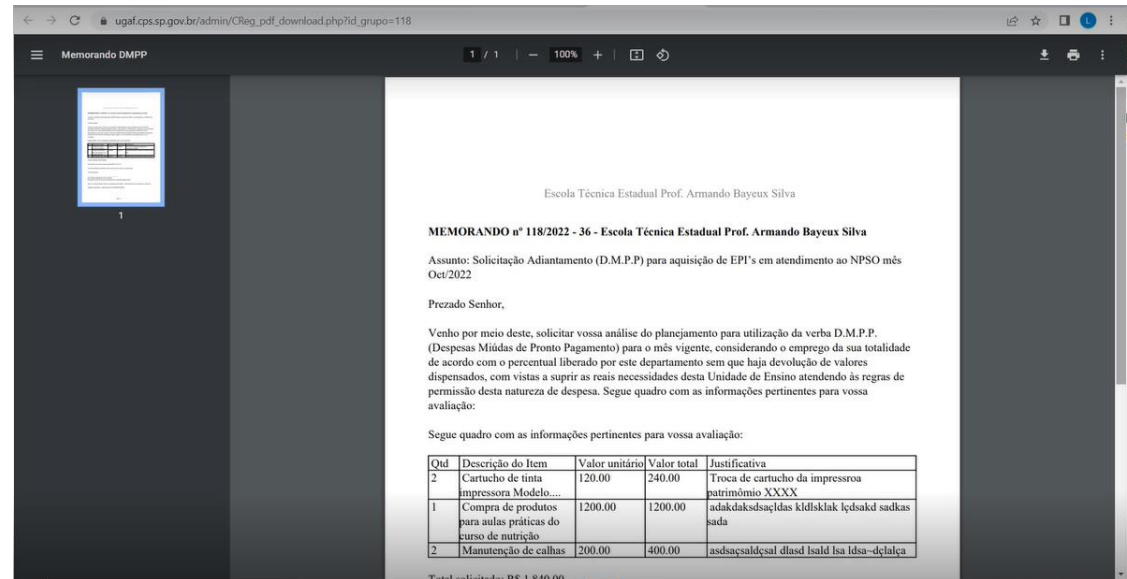 ugaf.cps.sp.gov.br/admin/CReg_pdf_download.php?id_grupo=118
L
Memorando DMPP
1 / 1
100%
1
Escola Técnica Estadual Prof. Armando Bayeux Silva
MEMORANDO nº 118/2022 - 36 - Escola Técnica Estadual Prof. Armando Bayeux Silva
Assunto: Solicitação Adiantamento (D.M.P.P) para aquisição de EPI's em atendimento ao NPSO mês
Oct/2022
Prezado Senhor,
Venho por meio deste, solicitar vossa análise do planejamento para utilização da verba D.M.P.P.
(Despesas Miúdas de Pronto Pagamento) para o mês vigente, considerando o emprego da sua totalidade
de acordo com o percentual liberado por este departamento sem que haja devolução de valores
dispensados, com vistas a suprir as reais necessidades desta Unidade de Ensino atendendo às regras de
permissão desta natureza de despesa. Segue quadro com as informações pertinentes para vossa
avaliação:
Segue quadro com as informações pertinentes para vossa avaliação:
Qtd Descrição do Item Valor unitário Valor total Justificativa
2 Cartucho de tinta 120.00 240.00 Troca de cartucho da impressroa
impressora Modelo.... patrimômio XXXX
1 Compra de produtos 1200.00 1200.00 adakdaksdsaçldas kldlsklak lçdsakd sadkas
para aulas práticas do sada
curso de nutrição
2 Manutenção de calhas 200.00 400.00 asdsaçsaldçsal dlasd lsald lsa ldsa~dçlalça
Total solicitado: R$ 1.840,00